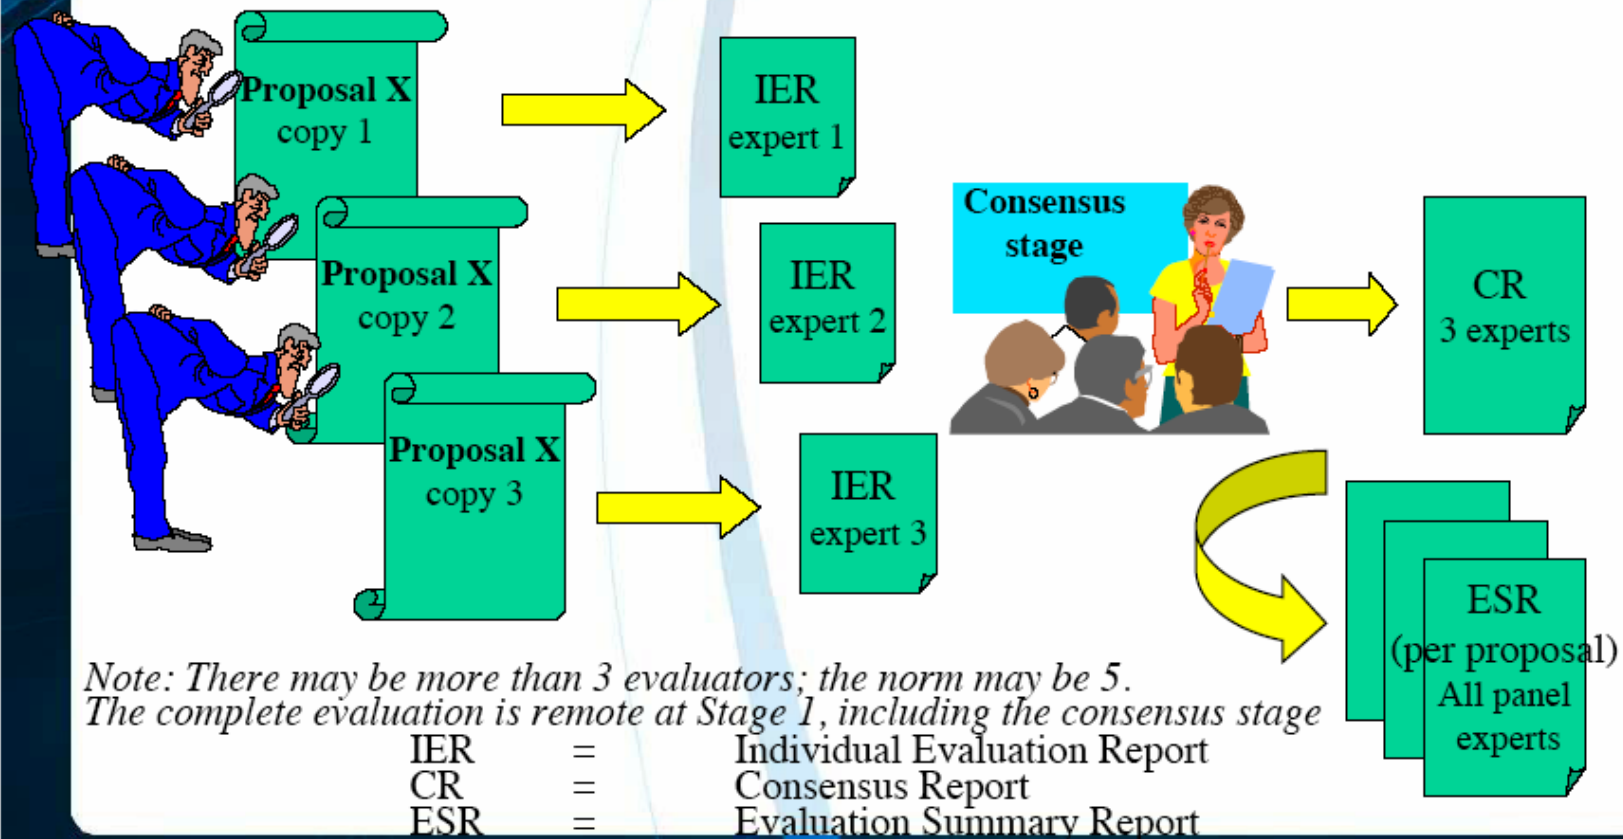 Proposal X
copy 1
IER
expert 1
Proposal X
copy 2
IER
expert 2
Proposal X
copy 3
IER
expert 3
Consensus
stage
CR
3 experts
ESR
(per proposal)
All panel
experts
Note: There may be more than 3 evaluators; the norm may be 5.
The complete evaluation is remote at Stage 1, including the consensus stage
IER = Individual Evaluation Report
CR = Consensus Report
ESR = Evaluation Summary Report